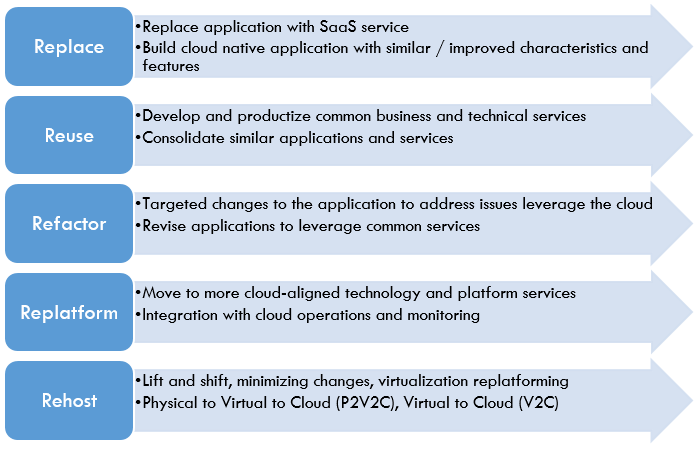 Replace
•Replace application with SaaS service
•Build cloud native application with similar / improved characteristics and
features
Reuse
•Develop and productize common business and technical services
•Consolidate similar applications and services
Refactor
•Targeted changes to the application to address issues leverage the cloud
•Revise applications to leverage common services
Replatform
•Move to more cloud-aligned technology and platform services
•Integration with cloud operations and monitoring
Rehost
•Lift and shift, minimizing changes, virtualization replatforming
•Physical to Virtual to Cloud (P2V2C), Virtual to Cloud (V2C)